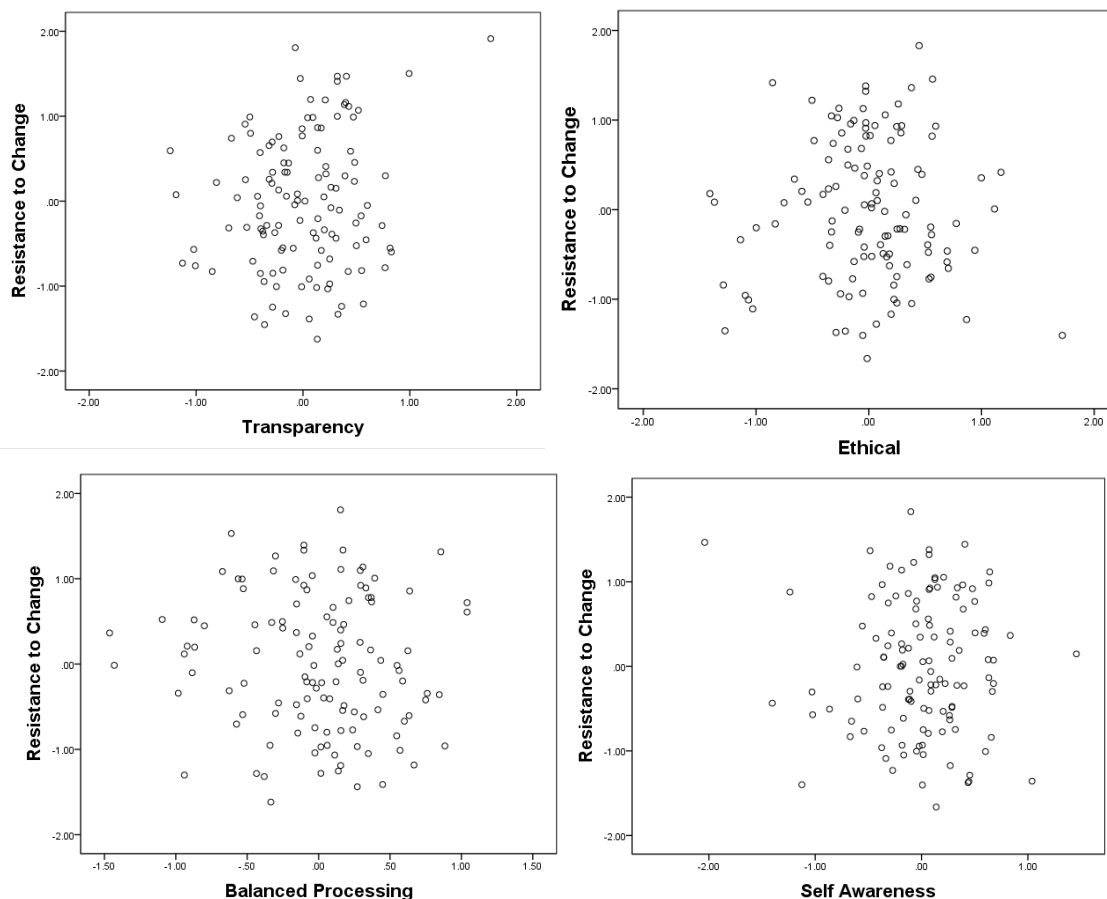 2.00
1.00
.00
-1.00
-2.00
Resistance to Change
-2.00 -1.00 .00 1.00 2.00
Transparency
2.00
1.00
.00
-1.00
-2.00
Resistance to Change
-2.00 -1.00 .00 1.00 2.00
Ethical
2.00
1.00
.00
-1.00
-2.00
Resistance to Change
-1.50 -1.00 -.50 .00 .50 1.00 1.50
Balanced Processing
2.00
1.00
.00
-1.00
-2.00
Resistance to Change
-2.00 -1.00 .00 1.00
Self Awareness